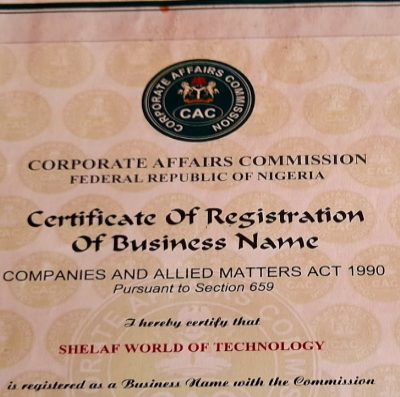 CORPORATE AFFAIRS COMMISSION
CAC
CORPORATE AFFAIRS COMMISSION
FEDERAL REPUBLIC OF NIGERIA
Certificate Of Registration
Of Business Name
COMPANIES AND ALLIED MATTERS ACT 1990
Pursuant to Section 659
I hereby certify that
SHELAF WORLD OF TECHNOLOGY
is registered as a Business Name with the Commission